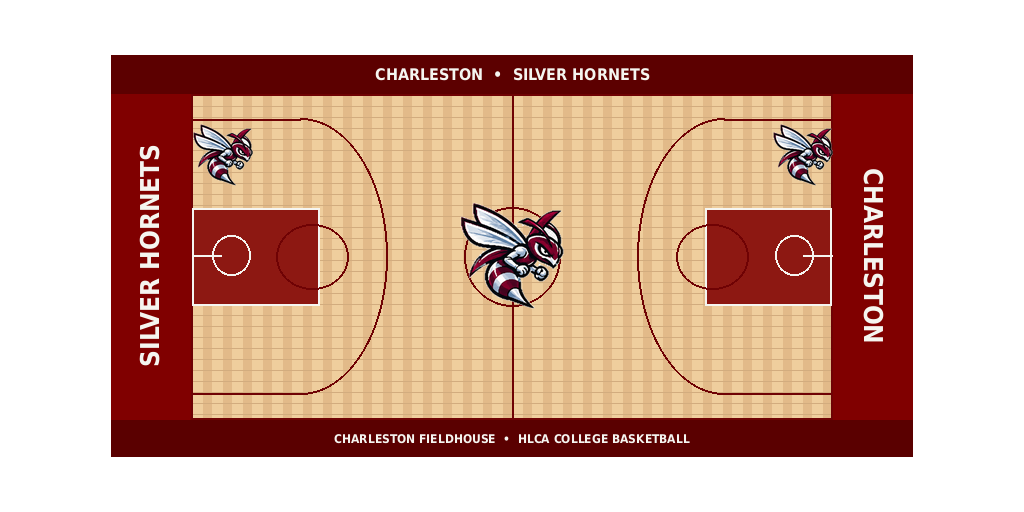 CHARLESTON • SILVER HORNETS
SILVER HORNETS
CHARLESTON
CHARLESTON FIELDHOUSE • HLCA COLLEGE BASKETBALL